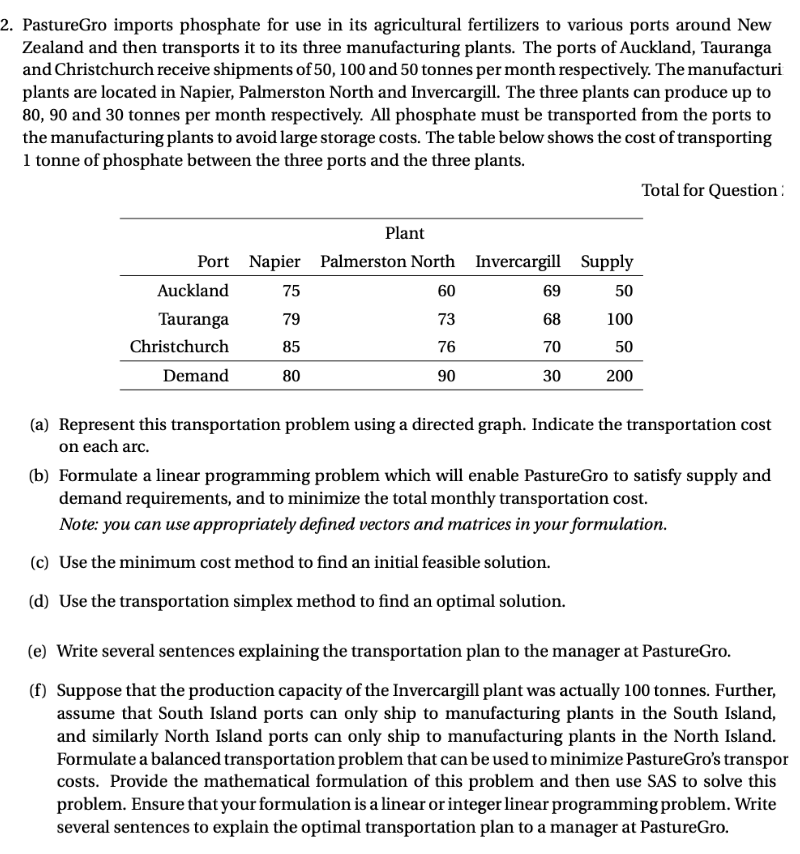 2. PastureGro imports phosphate for use in its agricultural fertilizers to various ports around New
Zealand and then transports it to its three manufacturing plants. The ports of Auckland, Tauranga
and Christchurch receive shipments of 50, 100 and 50 tonnes per month respectively. The manufacturi
plants are located in Napier, Palmerston North and Invercargill. The three plants can produce up to
80, 90 and 30 tonnes per month respectively. All phosphate must be transported from the ports to
the manufacturing plants to avoid large storage costs. The table below shows the cost of transporting
1 tonne of phosphate between the three ports and the three plants.
Total for Question
Plant
Port Napier Palmerston North Invercargill Supply
Auckland 75 60 69 50
Tauranga 79 73 68 100
Christchurch 85 76 70 50
Demand 80 90 30 200
(a) Represent this transportation problem using a directed graph. Indicate the transportation cost
on each arc.
(b) Formulate a linear programming problem which will enable PastureGro to satisfy supply and
demand requirements, and to minimize the total monthly transportation cost.
Note: you can use appropriately defined vectors and matrices in your formulation.
(c) Use the minimum cost method to find an initial feasible solution.
(d) Use the transportation simplex method to find an optimal solution.
(e) Write several sentences explaining the transportation plan to the manager at PastureGro.
(f) Suppose that the production capacity of the Invercargill plant was actually 100 tonnes. Further,
assume that South Island ports can only ship to manufacturing plants in the South Island,
and similarly North Island ports can only ship to manufacturing plants in the North Island.
Formulate a balanced transportation problem that can be used to minimize PastureGro's transpor
costs. Provide the mathematical formulation of this problem and then use SAS to solve this
problem. Ensure that your formulation is a linear or integer linear programming problem. Write
several sentences to explain the optimal transportation plan to a manager at PastureGro.